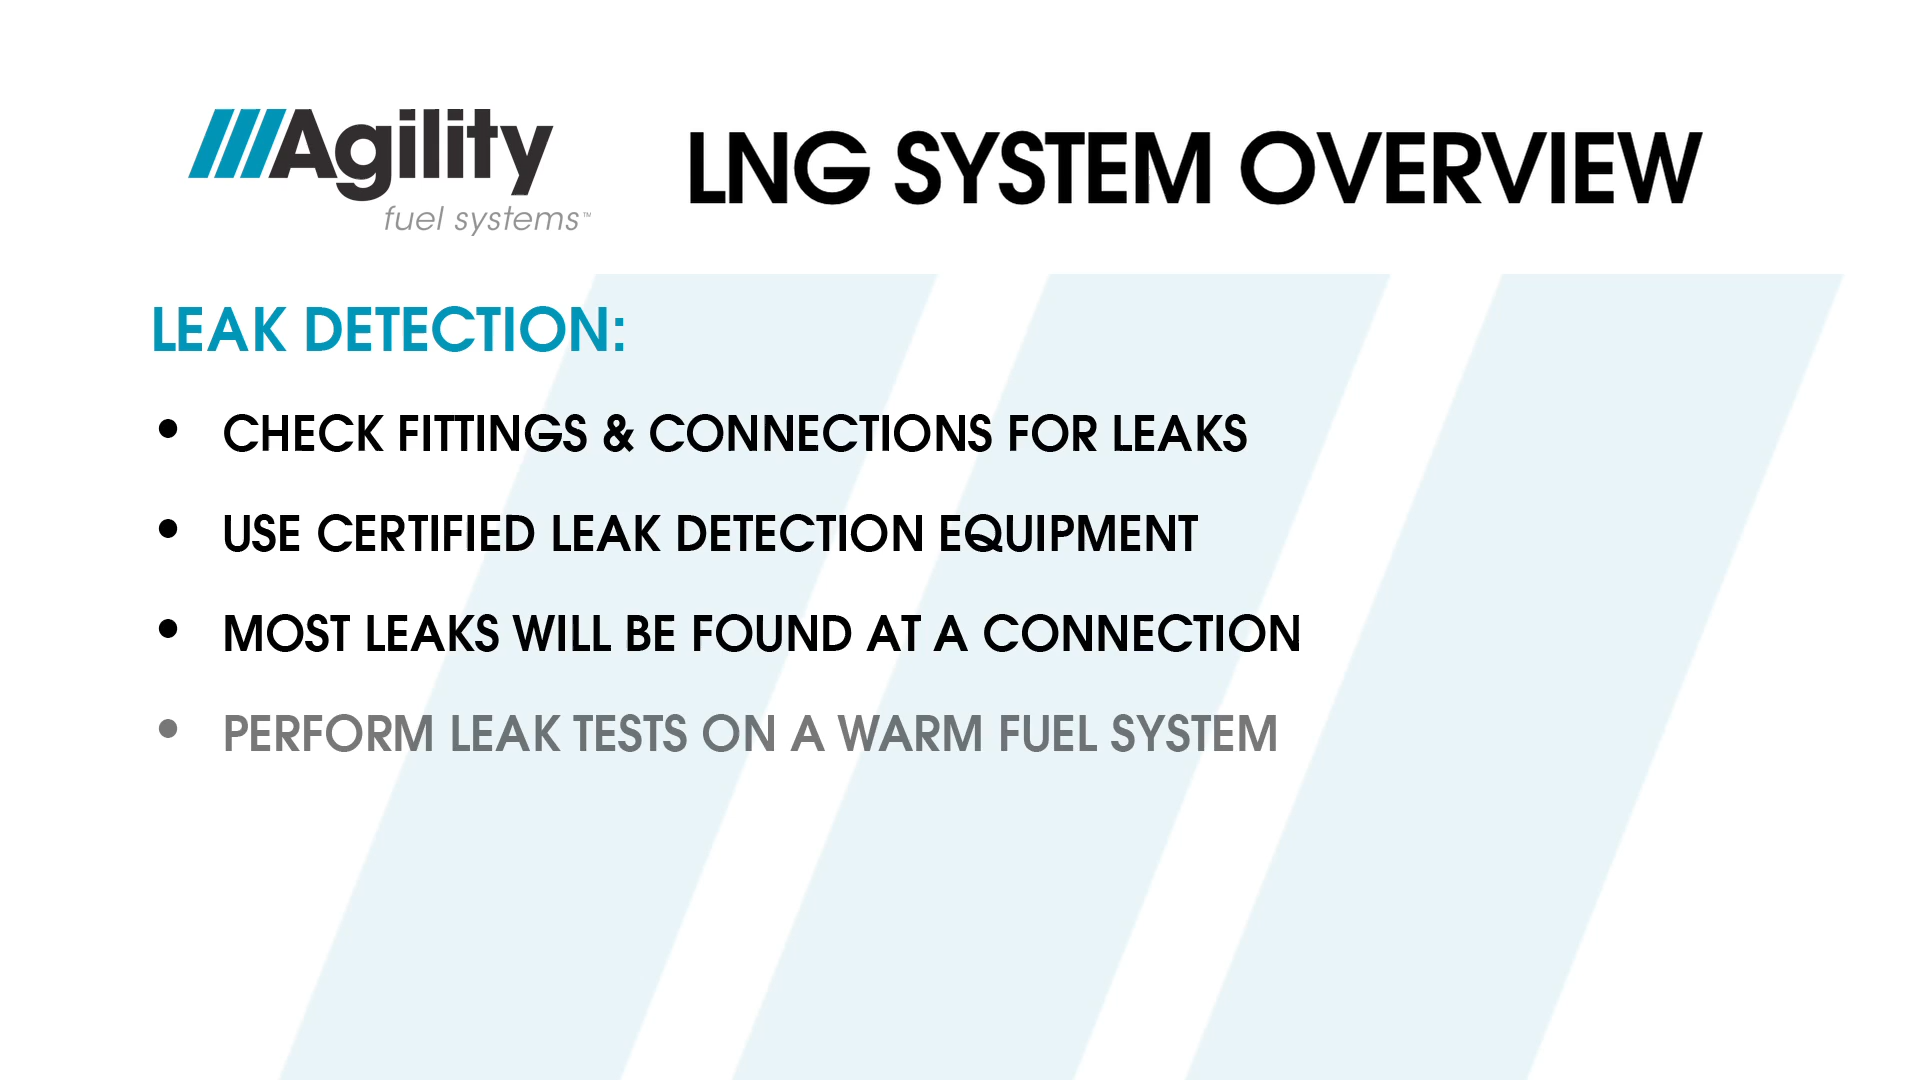 Agility
fuel systems™
LNG SYSTEM OVERVIEW
LEAK DETECTION:
• CHECK FITTINGS & CONNECTIONS FOR LEAKS
• USE CERTIFIED LEAK DETECTION EQUIPMENT
• MOST LEAKS WILL BE FOUND AT A CONNECTION
• PERFORM LEAK TESTS ON A WARM FUEL SYSTEM